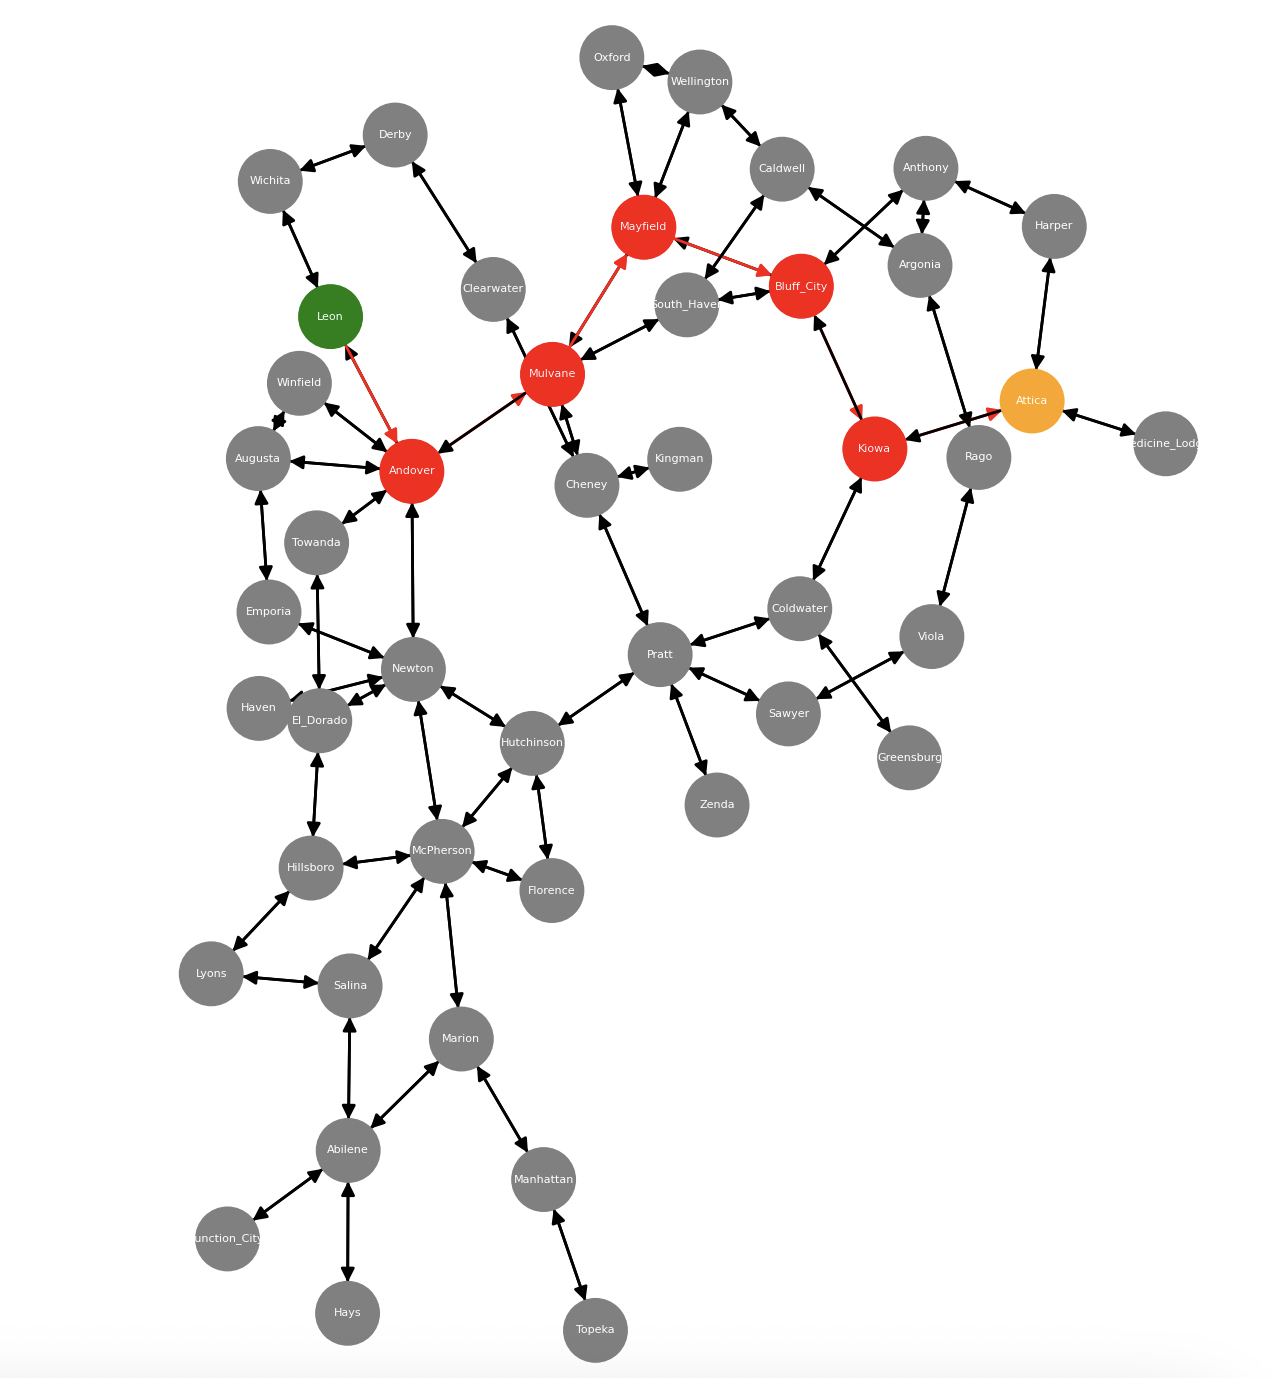 Oxford
Wellington
Derby
Caldwell
Anthony
Wichita
Mayfield
Harper
Argonia
Bluff_City
Clearwater
South_Haven
Leon
Mulvane
Winfield
Attica
Augusta
Andover
Kingman
Kiowa
Rago
edicine_Lodg
Cheney
Towanda
Emporia
Coldwater
Viola
Newton
Pratt
Haven
El_Dorado
Sawyer
Hutchinson
Greensburg
Zenda
McPherson
Hillsboro
Florence
Lyons
Salina
Marion
Abilene
Manhattan
unction_City
Hays
Topeka